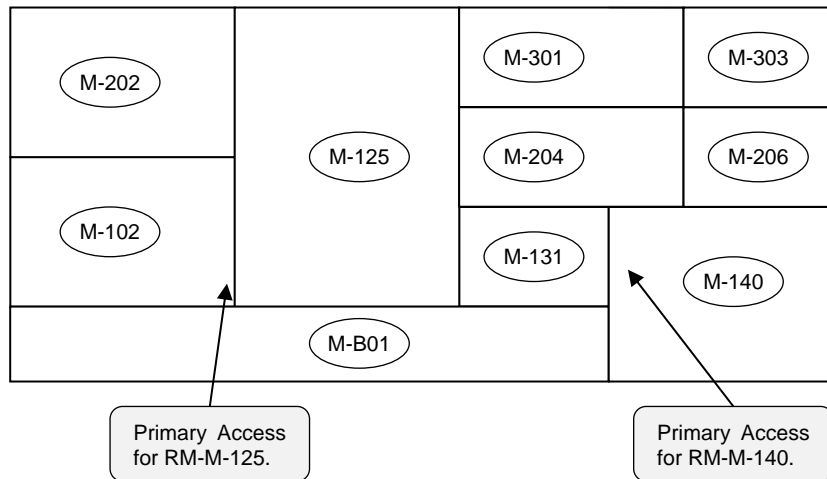 M-202
M-301
M-303
M-125
M-204
M-206
M-102
M-131
M-140
M-B01
Primary Access
for RM-M-125.
Primary Access
for RM-M-140.